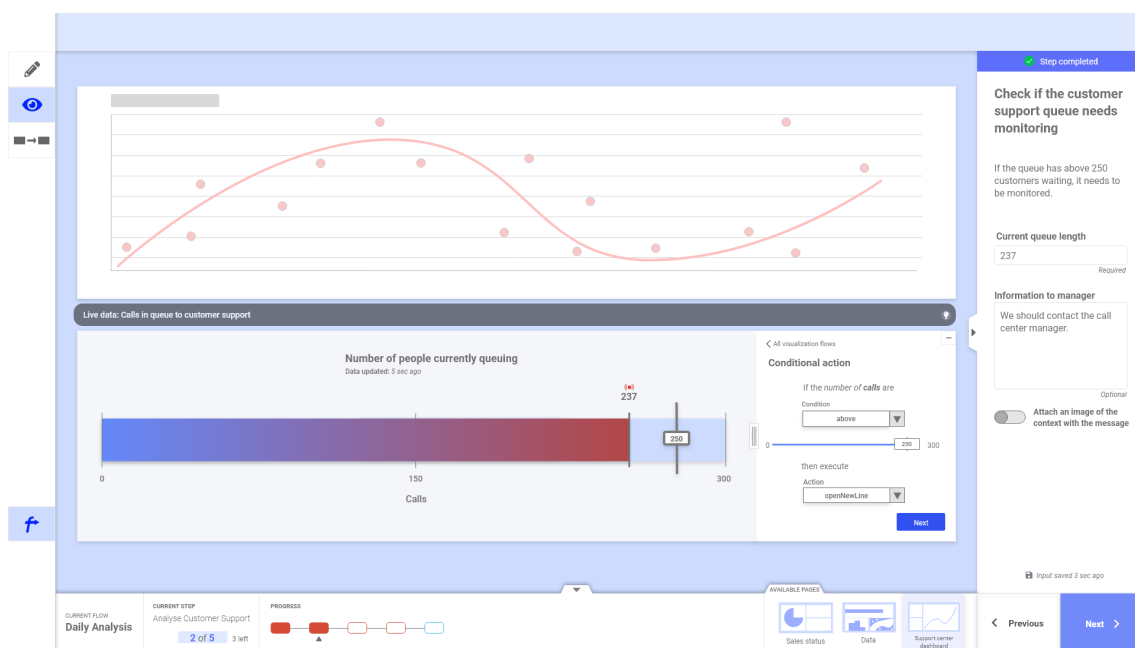 Step completed
Check if the customer
support queue needs
monitoring
If the queue has above 250
customers waiting, it needs to
be monitored.
Current queue length
237
Required
Information to manager
We should contact the call
center manager.
Optional
Attach an image of the
context with the message
Input saved 3 sec ago
Live data: Calls in queue to customer support
Number of people currently queuing
Data updated: 5 sec ago
237
250
0
150
300
Calls
All visualization flows
Conditional action
If the number of calls are
Condition
above
0
250
300
then execute
Action
openNewLine
Next
CURRENT FLOW
Daily Analysis
CURRENT STEP
Analyse Customer Support
2 of 5
3 left
PROGRESS
AVAILABLE PAGES
Sales status
Data
Support center
dashboard
Previous
Next